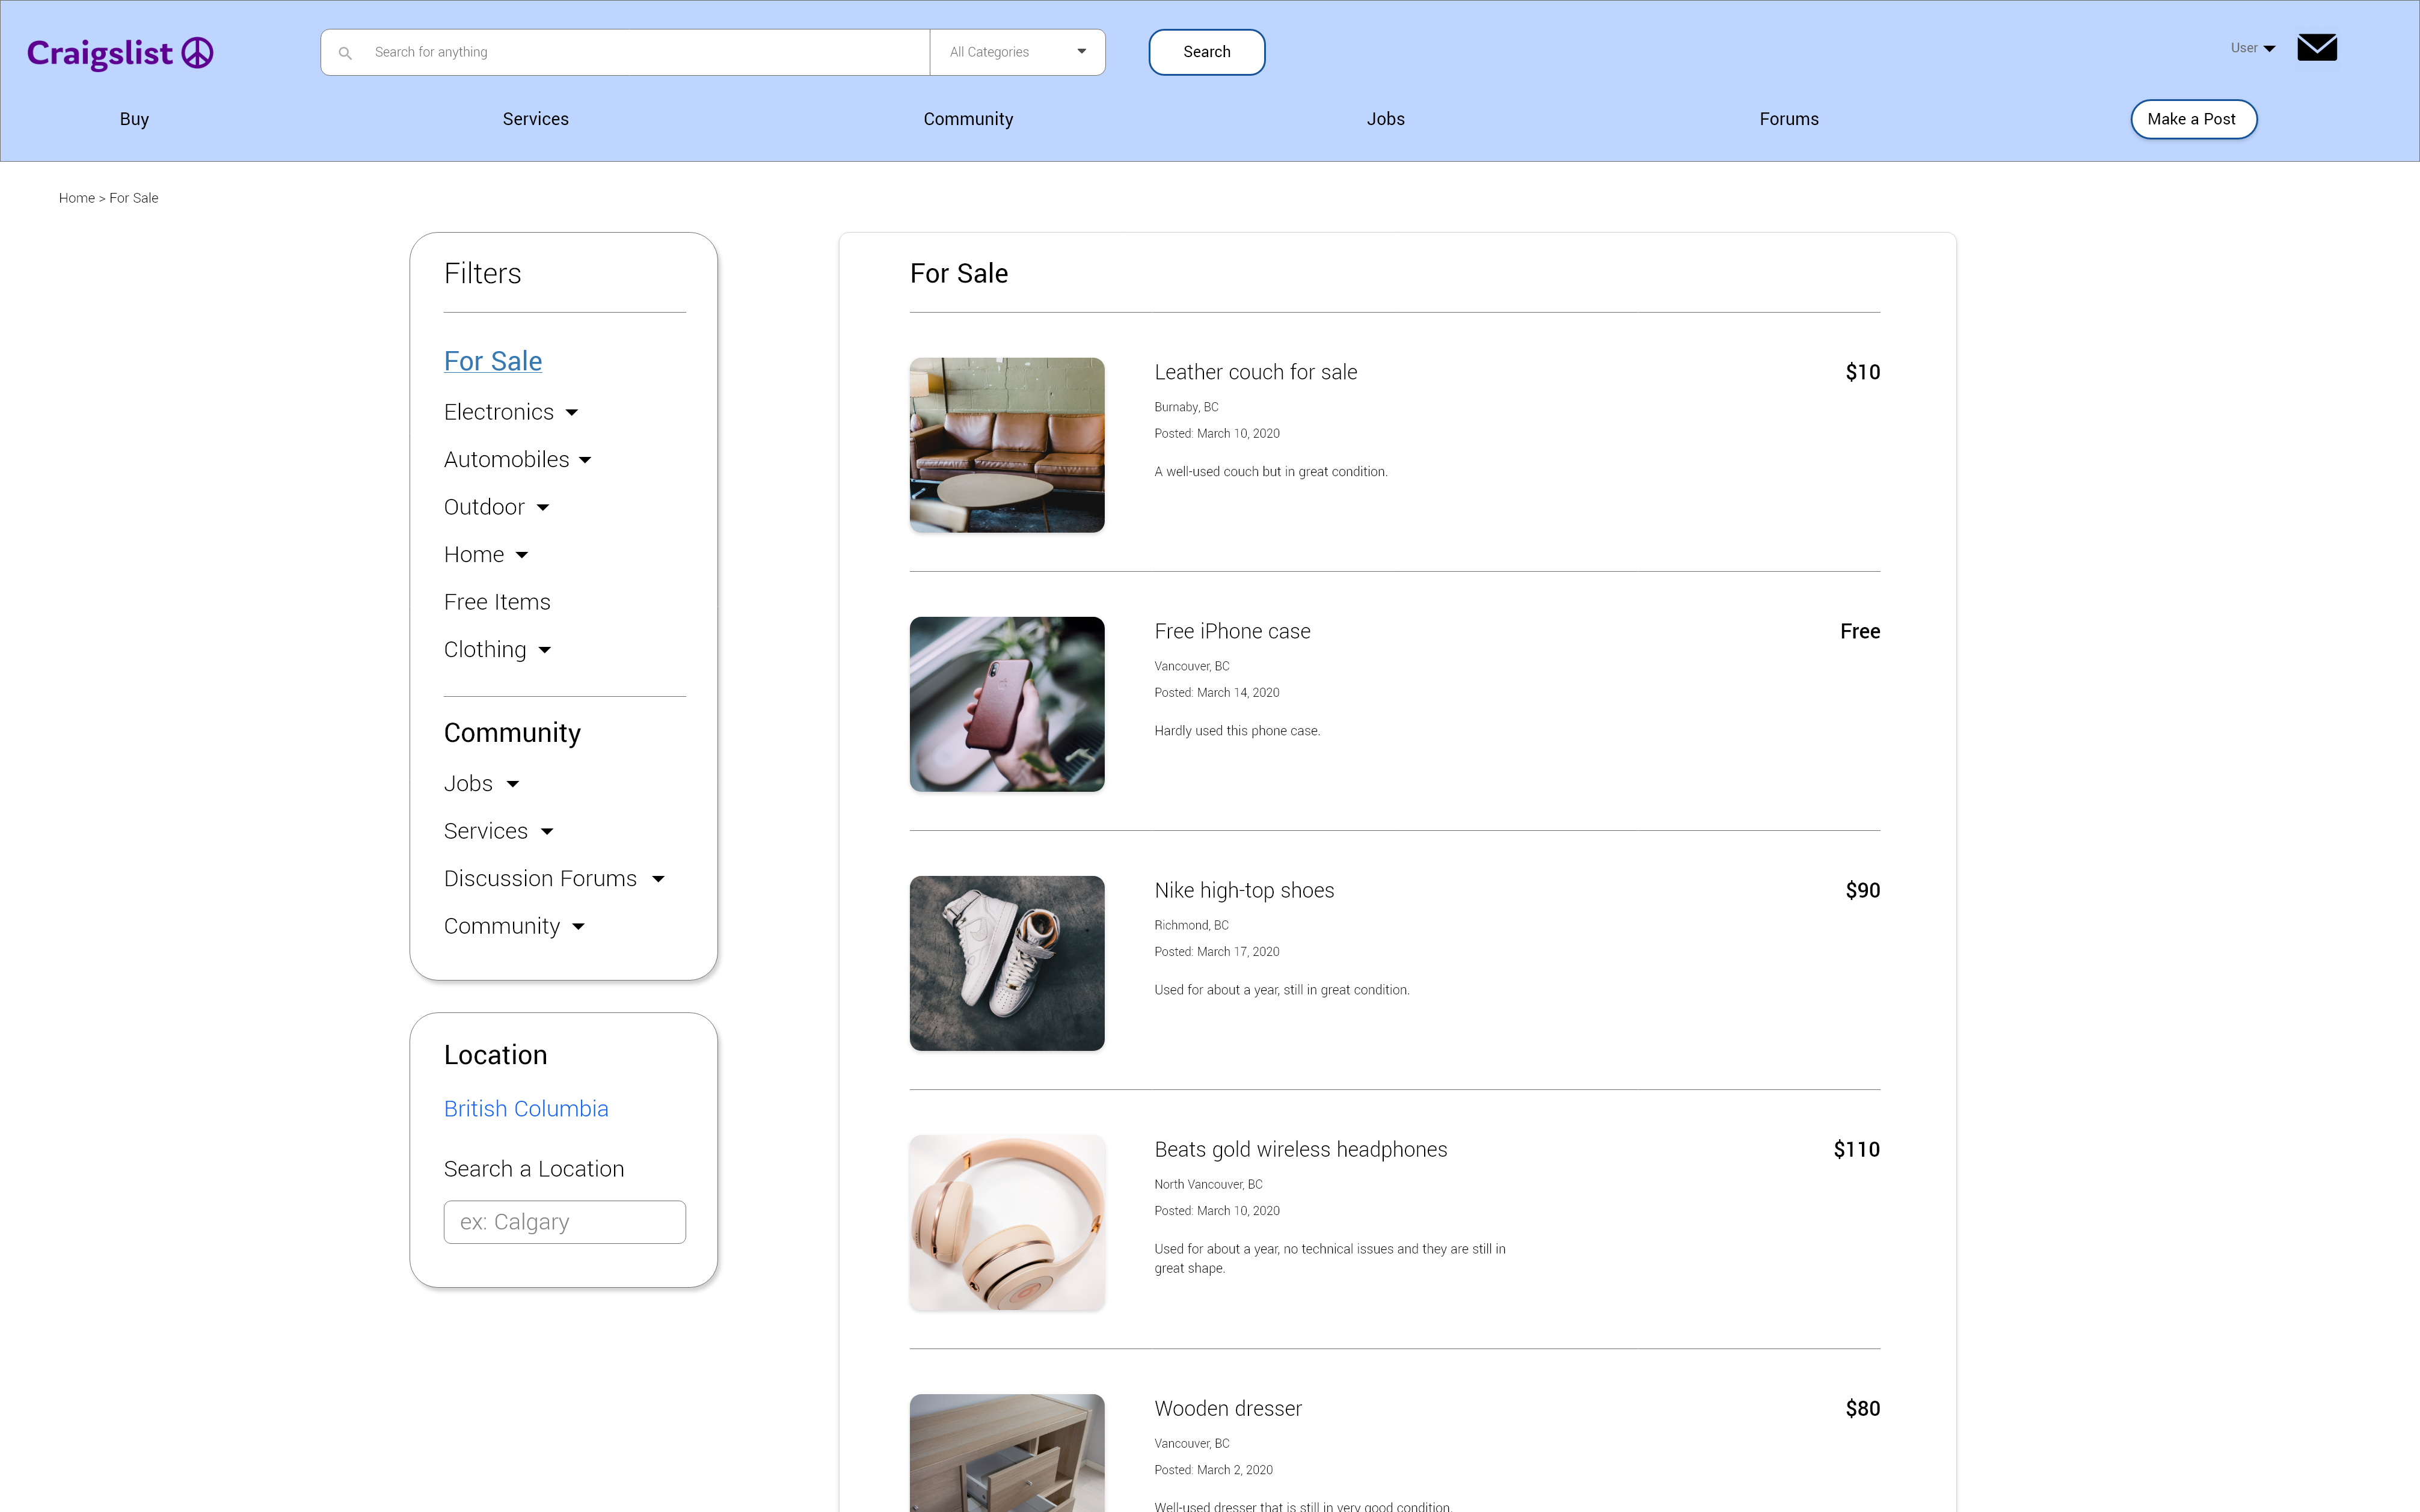 Craigslist
Search for anything
All Categories
Search
User
Buy
Services
Community
Jobs
Forums
Make a Post
Home > For Sale
Filters
For Sale
Electronics
Automobiles
Outdoor
Home
Free Items
Clothing
Community
Jobs
Services
Discussion Forums
Community
Location
British Columbia
Search a Location
ex: Calgary
For Sale
Leather couch for sale
$10
Burnaby, BC
Posted: March 10, 2020
A well-used couch but in great condition.
Free iPhone case
Free
Vancouver, BC
Posted: March 14, 2020
Hardly used this phone case.
Nike high-top shoes
$90
Richmond, BC
Posted: March 17, 2020
Used for about a year, still in great condition.
Beats gold wireless headphones
$110
North Vancouver, BC
Posted: March 10, 2020
Used for about a year, no technical issues and they are still in
great shape.
Wooden dresser
$80
Vancouver, BC
Posted: March 2, 2020
Well-used dresser that is still in very good condition.